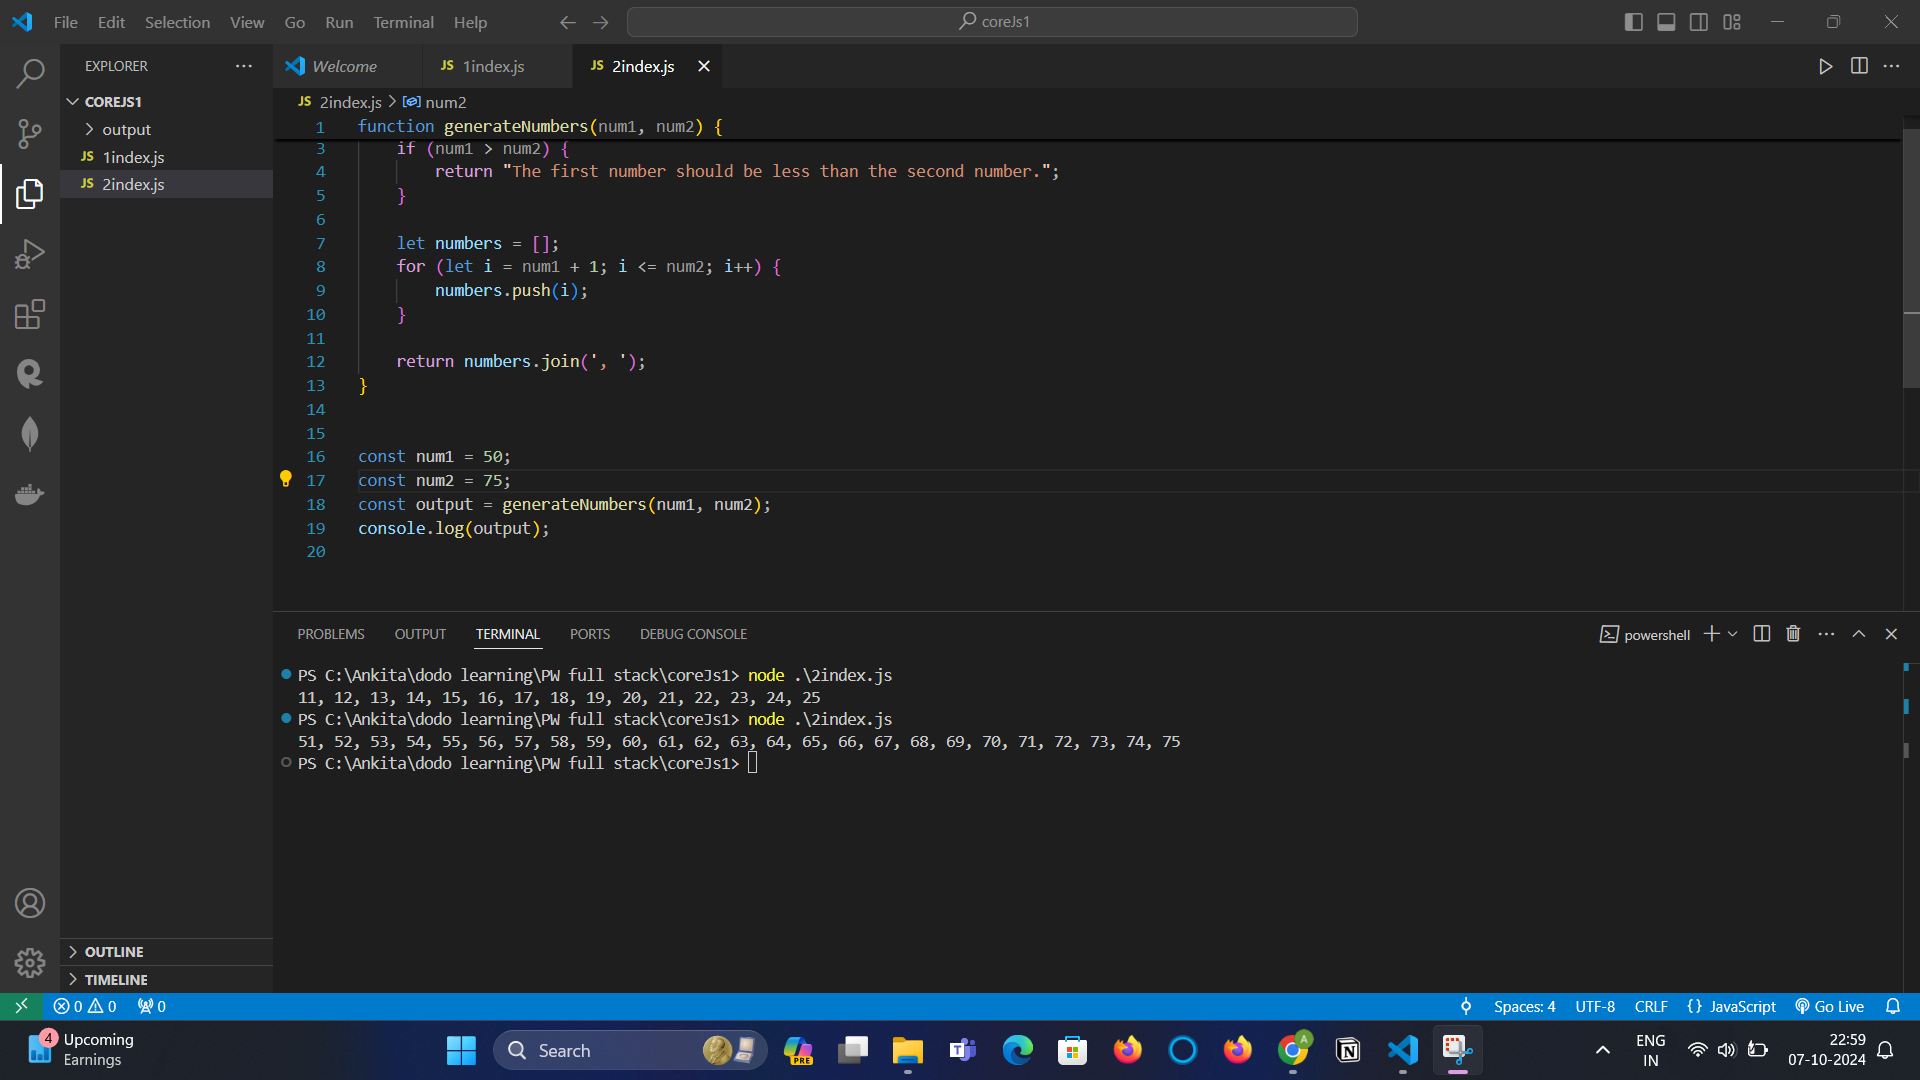 File Edit Selection View Go Run Terminal Help
coreJs1
EXPLORER
Welcome
JS 1index.js
JS 2index.js
COREJS1
output
JS 1index.js
JS 2index.js
JS 2index.js > num2
1 function generateNumbers(num1, num2) {
3 if (num1 > num2) {
4 return "The first number should be less than the second number.";
5 }
6
7 let numbers = [];
8 for (let i = num1 + 1; i <= num2; i++) {
9 numbers.push(i);
10 }
11
12 return numbers.join(', ');
13 }
14
15
16 const num1 = 50;
17 const num2 = 75;
18 const output = generateNumbers(num1, num2);
19 console.log(output);
20
PROBLEMS OUTPUT TERMINAL PORTS DEBUG CONSOLE
powershell
PS C:\Ankita\dodo learning\PW full stack\coreJs1> node .\2index.js
11, 12, 13, 14, 15, 16, 17, 18, 19, 20, 21, 22, 23, 24, 25
PS C:\Ankita\dodo learning\PW full stack\coreJs1> node .\2index.js
51, 52, 53, 54, 55, 56, 57, 58, 59, 60, 61, 62, 63, 64, 65, 66, 67, 68, 69, 70, 71, 72, 73, 74, 75
PS C:\Ankita\dodo learning\PW full stack\coreJs1>
OUTLINE
TIMELINE
0 0 0
Spaces: 4 UTF-8 CRLF {} JavaScript Go Live
4
Upcoming
Earnings
Search
PRE
A
ENG
IN
22:59
07-10-2024